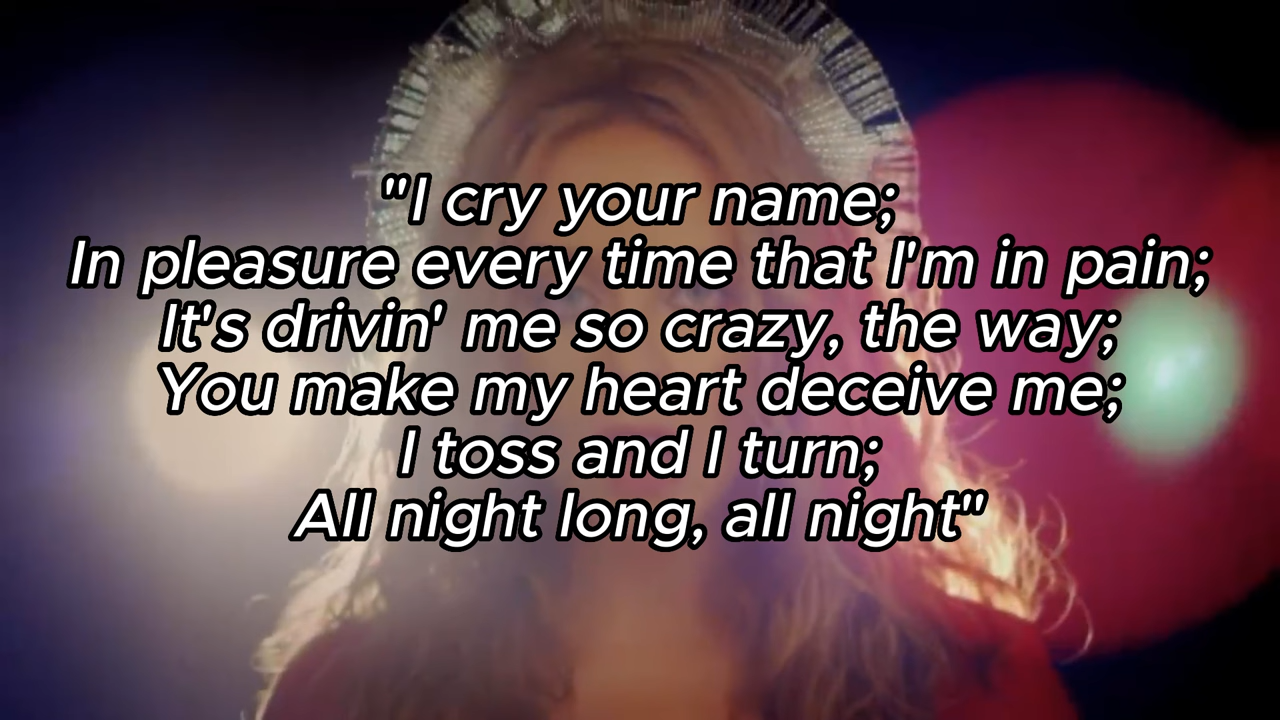 "I cry your name;
In pleasure every time that I'm in pain;
It's drivin' me so crazy, the way;
You make my heart deceive me;
I toss and I turn;
All night long, all night"